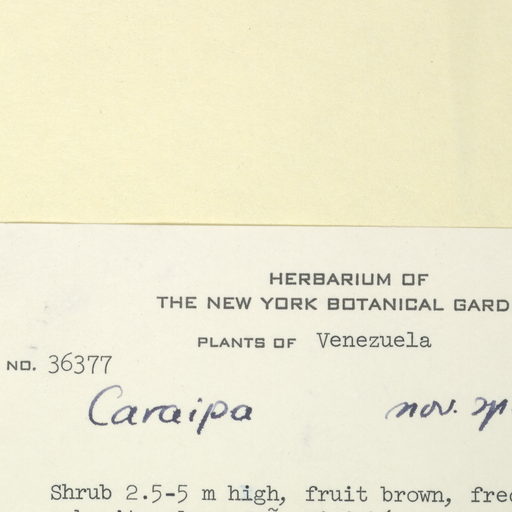 HERBARIUM OF
THE NEW YORK BOTANICAL GARD
PLANTS OF Venezuela
NO. 36377
Caraipa nov. sp
Shrub 2.5-5 m high, fruit brown, fre